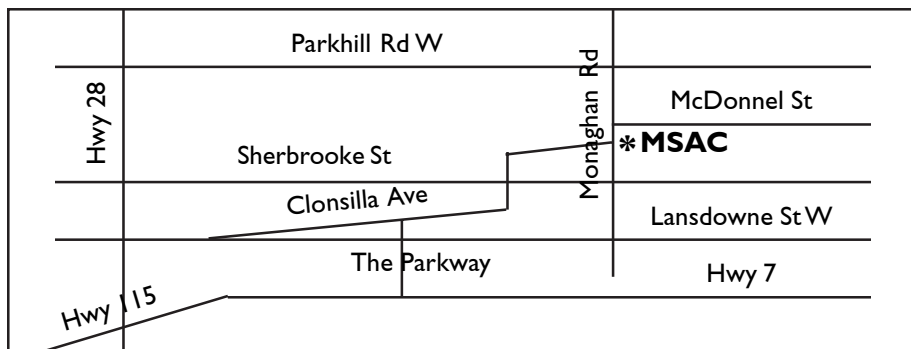 Parkhill Rd W
Hwy 28
Monaghan Rd
McDonnel St
Sherbrooke St
* MSAC
Clonsilla Ave
Lansdowne St W
The Parkway
Hwy 7
Hwy 115